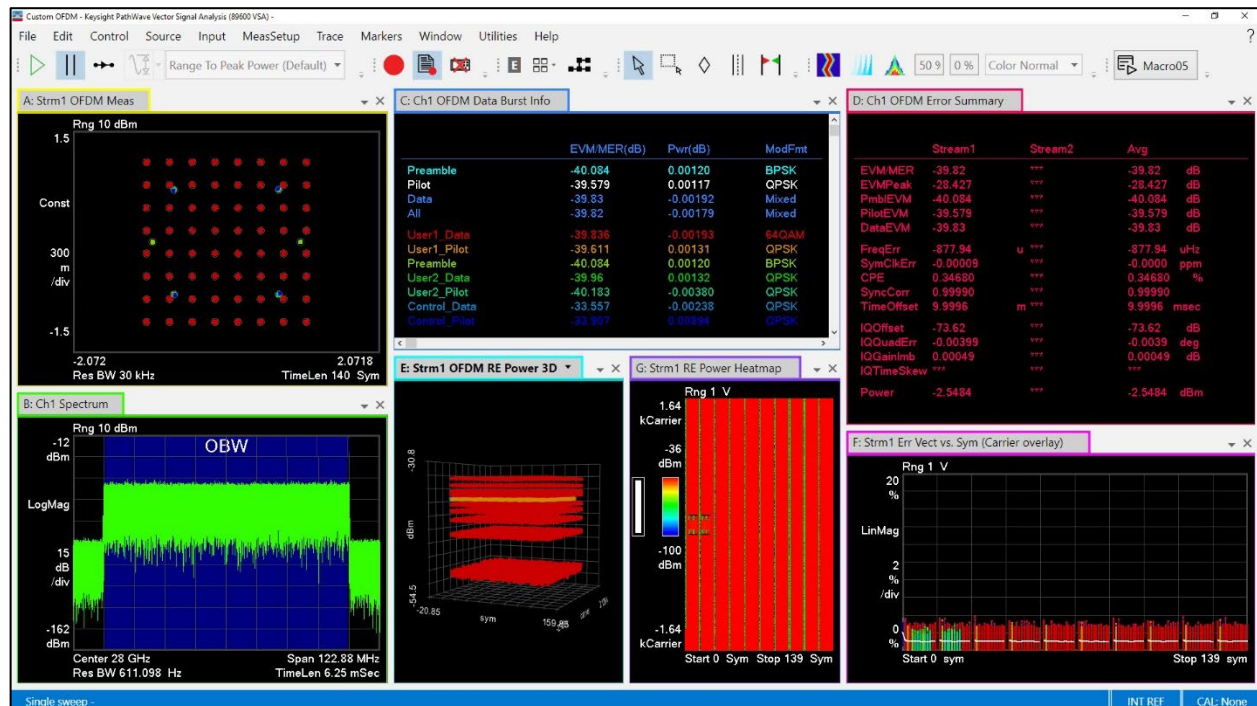 Custom OFDM - Keysight PathWave Vector Signal Analysis (89600 VSA) -
File Edit Control Source Input MeasSetup Trace Markers Window Utilities Help ?
Range To Peak Power (Default) E 50 9 0 % Color Normal Macro05
A: Strm1 OFDM Meas
Rng 10 dBm
1.5
Const
300
m
/div
-1.5
-2.072 2.0718
Res BW 30 kHz TimeLen 140 Sym
B: Ch1 Spectrum
Rng 10 dBm
-12
dBm
OBW
LogMag
15
dB
/div
-162
dBm
Center 28 GHz Span 122.88 MHz
Res BW 611.098 Hz TimeLen 6.25 mSec
C: Ch1 OFDM Data Burst Info
EVM/MER(dB) Pwr(dB) ModFmt
Preamble -40.084 0.00120 BPSK
Pilot -39.579 0.00117 QPSK
Data -39.83 -0.00192 Mixed
All -39.82 -0.00179 Mixed
User1_Data -39.836 -0.00193 64QAM
User1_Pilot -39.611 0.00131 QPSK
Preamble -40.084 0.00120 BPSK
User2_Data -39.96 0.00132 QPSK
User2_Pilot -40.183 -0.00380 QPSK
Control_Data -33.557 -0.00238 QPSK
Control_Pilot -33.907 0.00894 QPSK
E: Strm1 OFDM RE Power 3D
-30.8
dBm
-54.5
-20.85
sym
G: Strm1 RE Power Heatmap
Rng 1 V
1.64
kCarrier
-36
dBm
-100
dBm
-1.64
kCarrier
Start 0 Sym Stop 139 Sym
D: Ch1 OFDM Error Summary
Stream1 Stream2 Avg
EVM/MER -39.82 *** -39.82 dB
EVMPeak -28.427 *** -28.427 dB
PmblEVM -40.084 *** -40.084 dB
PilotEVM -39.579 *** -39.579 dB
DataEVM -39.83 *** -39.83 dB
FreqErr -877.94 u *** -877.94 uHz
SymClkErr -0.00009 *** -0.0000 ppm
CPE 0.34680 *** 0.34680 %
SyncCorr 0.99990 *** 0.99990
TimeOffset 9.9996 m *** 9.9996 msec
IQOffset -73.62 *** -73.62 dB
IQQuadErr -0.00399 *** -0.0039 deg
IQGainImb 0.00049 *** 0.00049 dB
IQTimeSkew *** *** ***
Power -2.5484 *** -2.5484 dBm
F: Strm1 Err Vect vs. Sym (Carrier overlay)
Rng 1 V
20
%
LinMag
2
%
/div
0
%
Start 0 sym Stop 139 sym
Single sweep - INT REF CAL: None